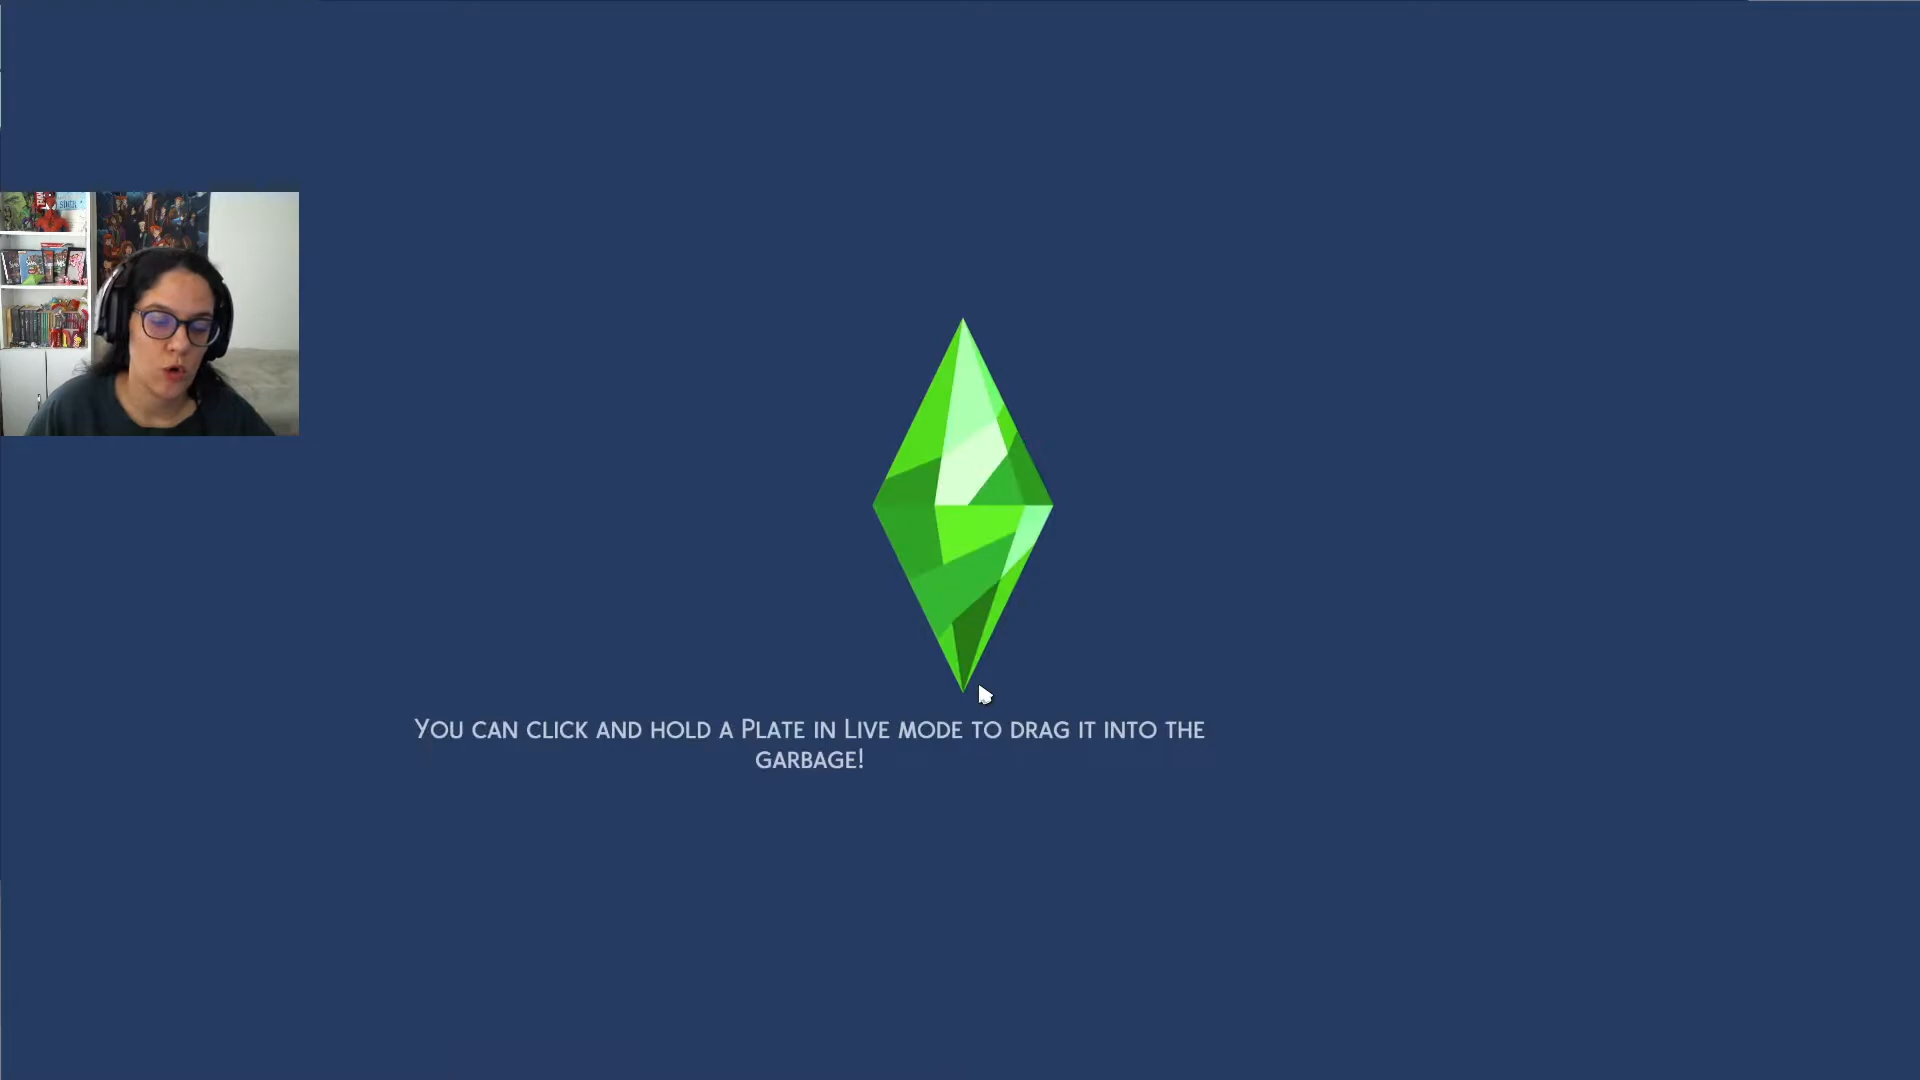 You can click and hold a Plate in Live mode to drag it into the
garbage!